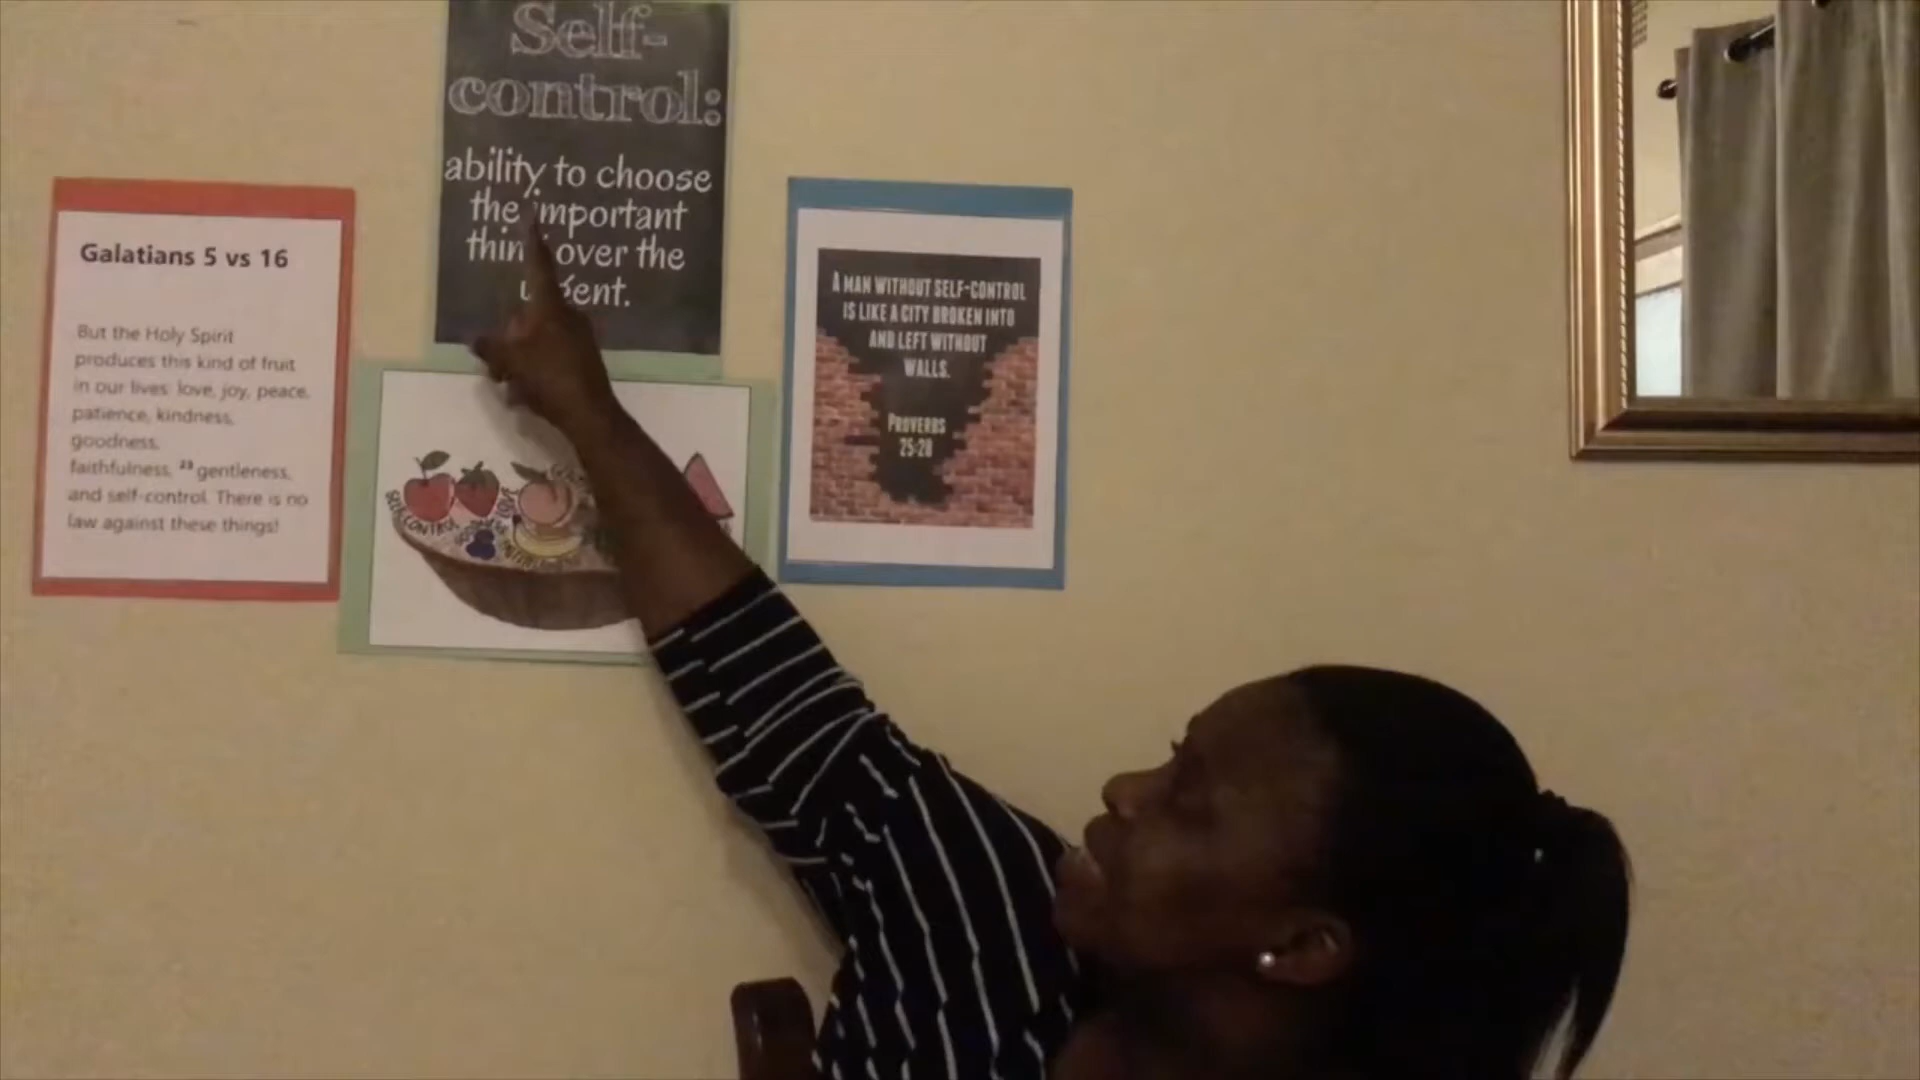 Self-
control:
ability to choose
the important
over the
Galatians 5 vs 16
But the Holy Spirit
produces this kind of fruit
in our lives: love, joy, peace,
patience, kindness,
goodness,
faithfulness, 23 gentleness,
and self-control. There is no
law against these things!
A MAN WITHOUT SELF-CONTROL
IS LIKE A CITY BROKEN INTO
AND LEFT WITHOUT
WALLS.
PROVERBS
25:28
SELF CONTROL
LOVE